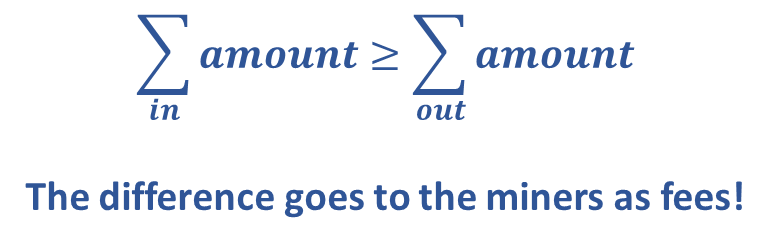 ∑ amount ≥ ∑ amount
in out
The difference goes to the miners as fees!